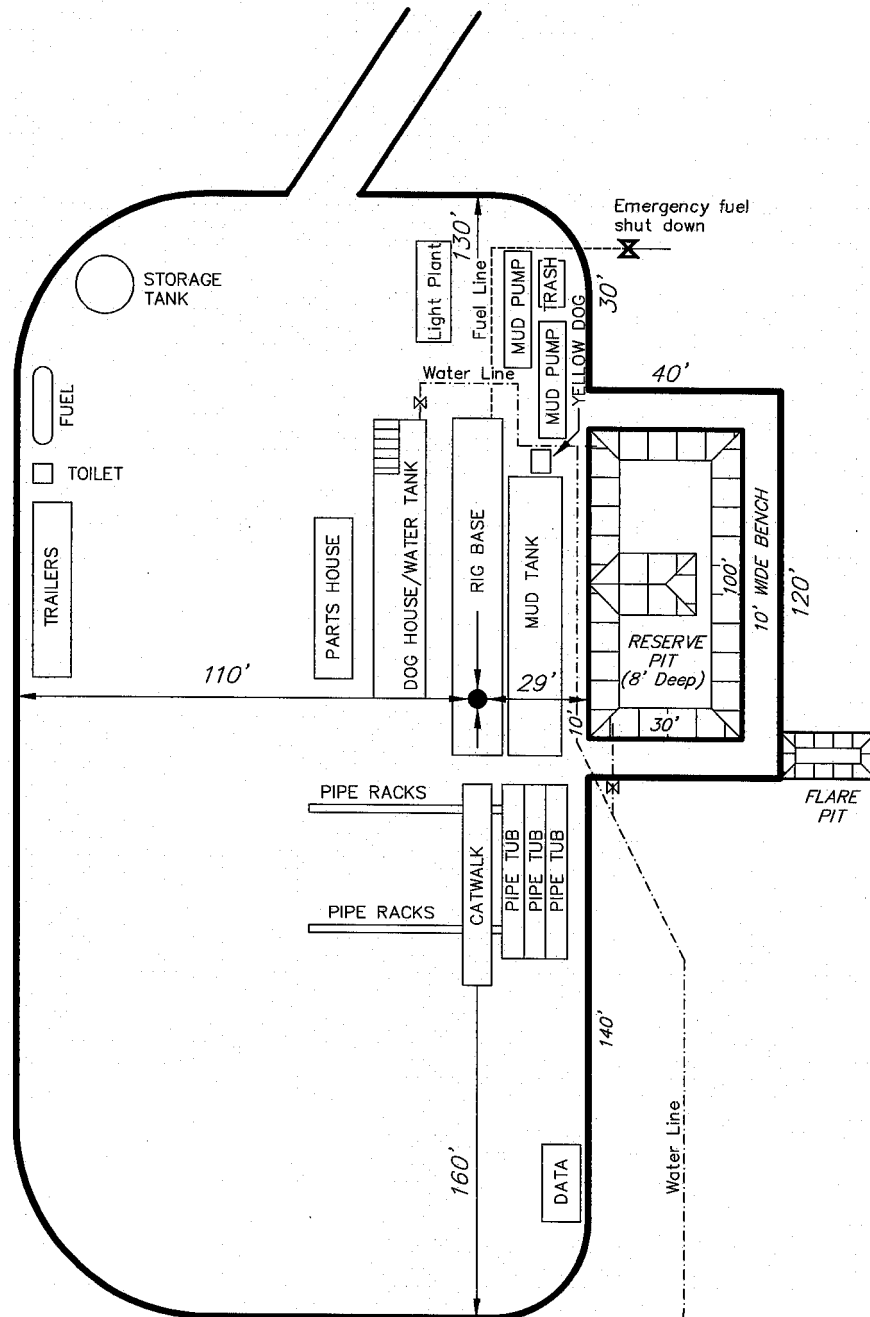 Emergency fuel
shut down
130'
STORAGE
TANK
Light Plant
Fuel Line
MUD PUMP
TRASH
30'
MUD PUMP
YELLOW DOG
Water Line
40'
FUEL
TOILET
TRAILERS
PARTS HOUSE
DOG HOUSE/WATER TANK
RIG BASE
MUD TANK
100'
10' WIDE BENCH
120'
RESERVE
PIT
(8' Deep)
110'
29'
10'
30'
FLARE
PIT
PIPE RACKS
CATWALK
PIPE TUB
PIPE TUB
PIPE TUB
PIPE RACKS
140'
160'
DATA
Water Line